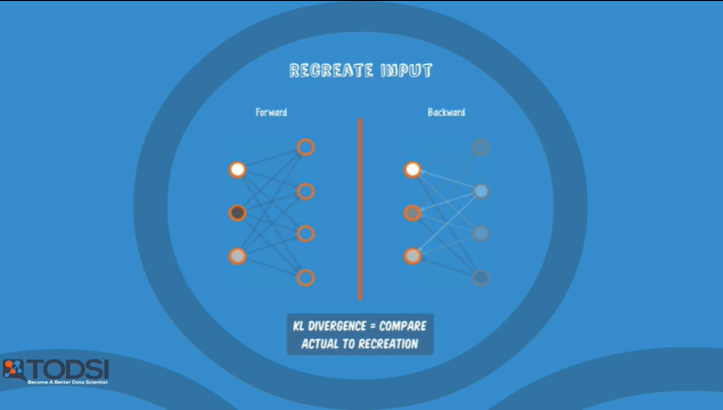 RECREATE INPUT
Forward
Backward
KL DIVERGENCE = COMPARE
ACTUAL TO RECREATION
TODSI
Become A Better Data Scientist